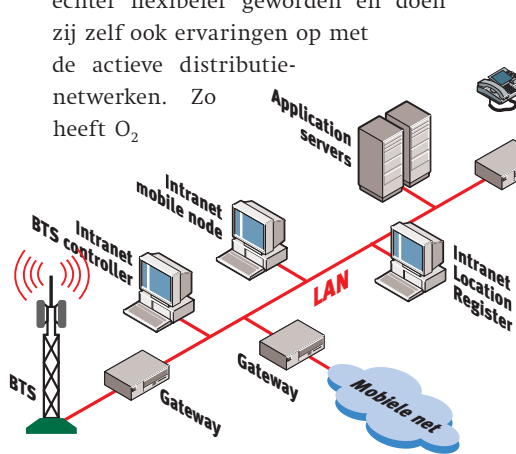 echter flexibeler geworden en doen
zij zelf ook ervaringen op met
de actieve distributie-
netwerken. Zo
heeft O₂
Application
servers
Intranet
mobile node
Intranet
BTS controller
LAN
Intranet
Location
Register
BTS
Gateway
Gateway
Mobiele net